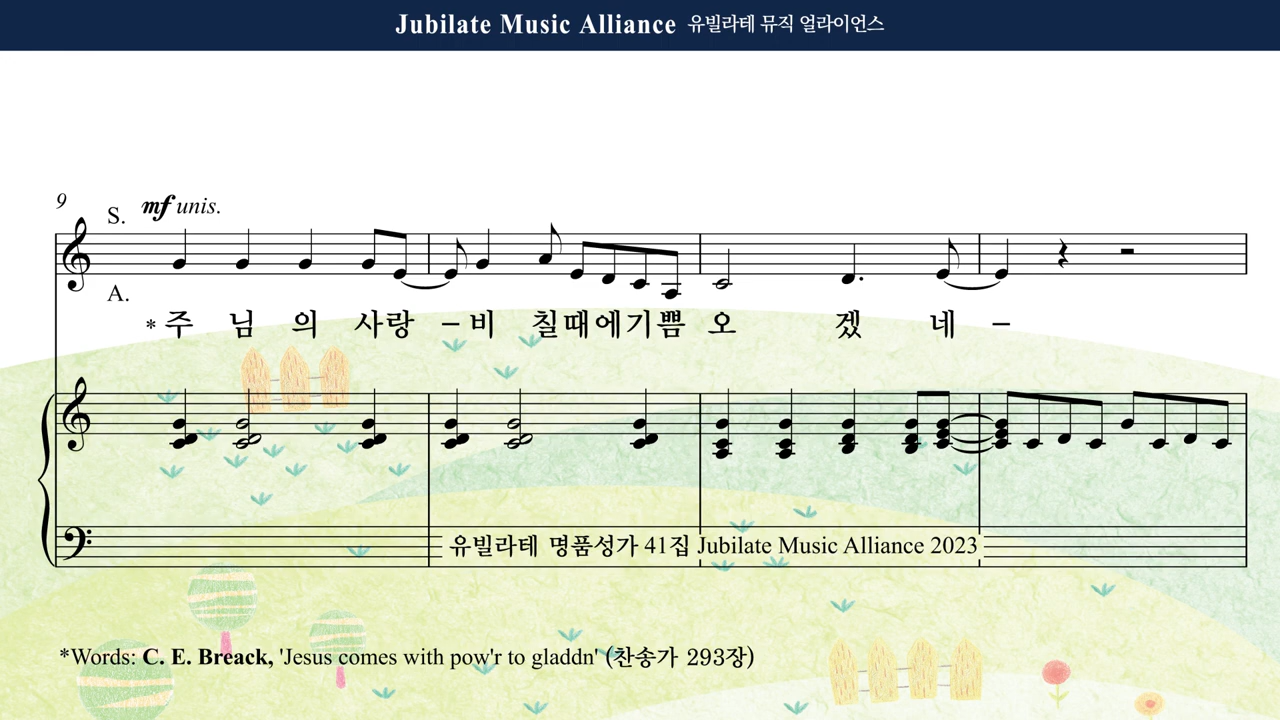 Jubilate Music Alliance 유빌라테 뮤직 얼라이언스
9
S. mf unis.
A.
*주 님 의 사랑 – 비 칠때에기쁨 오 겠 네 –
유빌라테 명품성가 41집 Jubilate Music Alliance 2023
*Words: C. E. Breack, 'Jesus comes with pow'r to gladdn' (찬송가 293장)